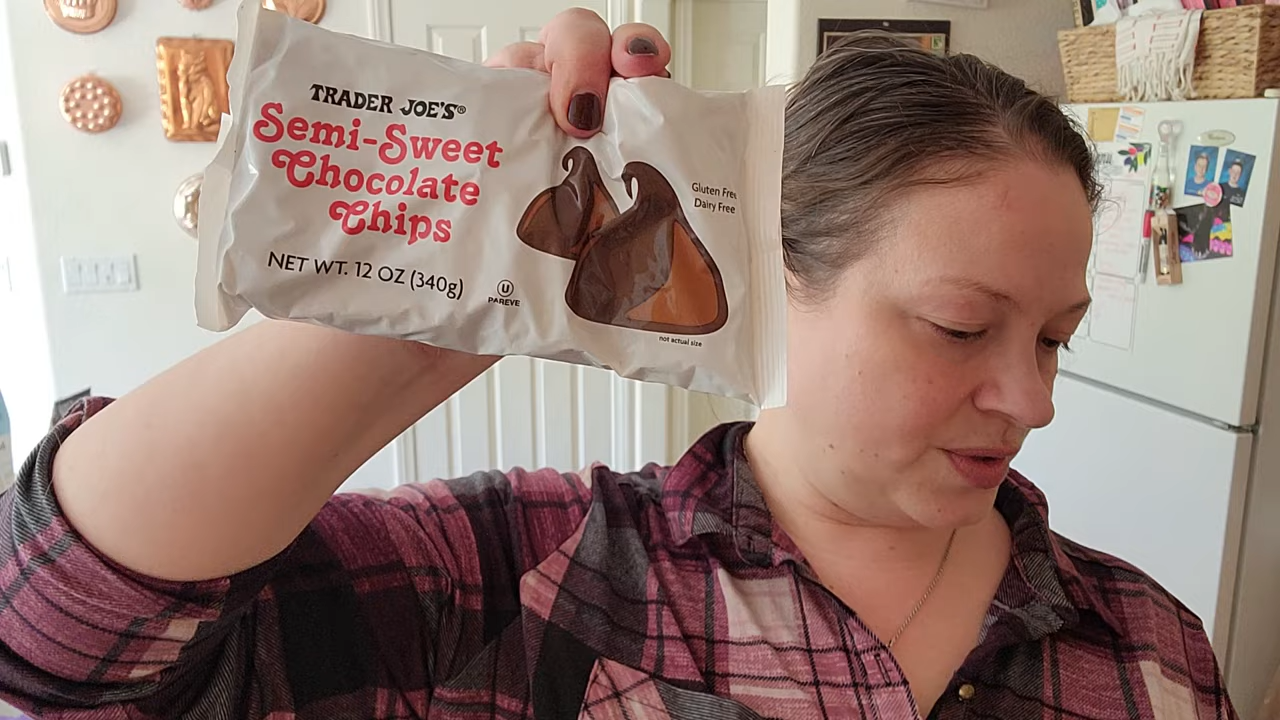 TRADER JOE'S®
Semi-Sweet
Chocolate
Chips
NET WT. 12 OZ (340g)
U
PAREVE
Gluten Free
Dairy Free
not actual size